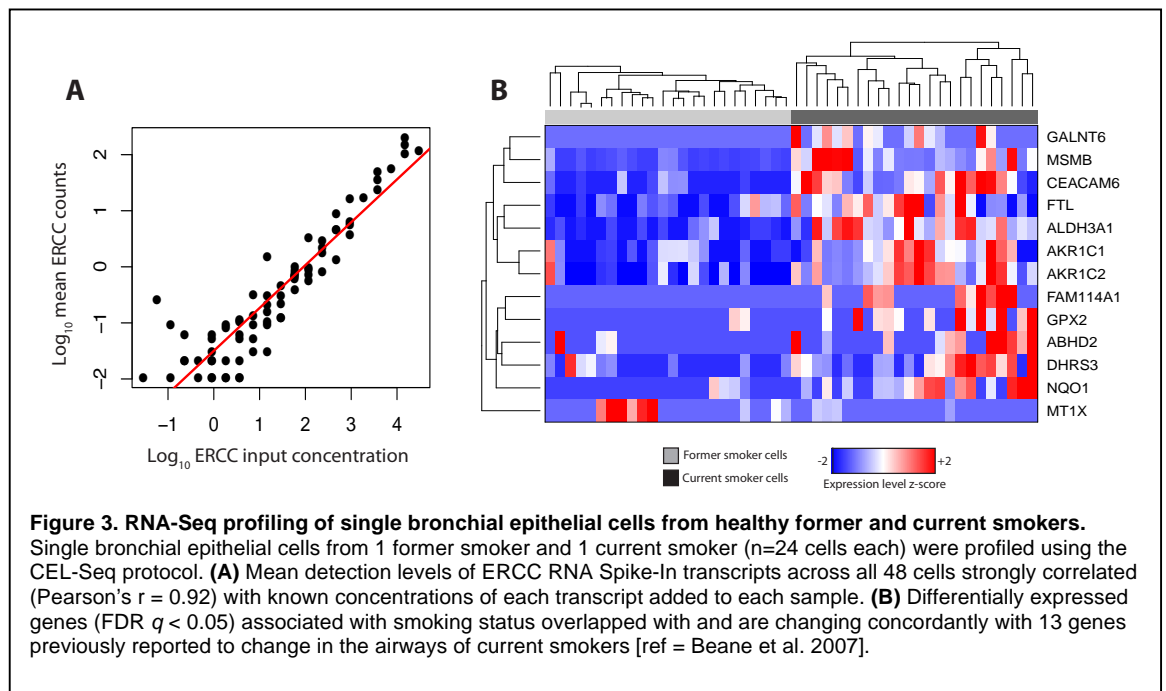 A
B
2
1
0
−1
−2
Log10 mean ERCC counts
−1 0 1 2 3 4
Log10 ERCC input concentration
GALNT6
MSMB
CEACAM6
FTL
ALDH3A1
AKR1C1
AKR1C2
FAM114A1
GPX2
ABHD2
DHRS3
NQO1
MT1X
Former smoker cells
Current smoker cells
-2 +2
Expression level z-score
Figure 3. RNA-Seq profiling of single bronchial epithelial cells from healthy former and current smokers.
Single bronchial epithelial cells from 1 former smoker and 1 current smoker (n=24 cells each) were profiled using the
CEL-Seq protocol. (A) Mean detection levels of ERCC RNA Spike-In transcripts across all 48 cells strongly correlated
(Pearson's r = 0.92) with known concentrations of each transcript added to each sample. (B) Differentially expressed
genes (FDR q < 0.05) associated with smoking status overlapped with and are changing concordantly with 13 genes
previously reported to change in the airways of current smokers [ref = Beane et al. 2007].